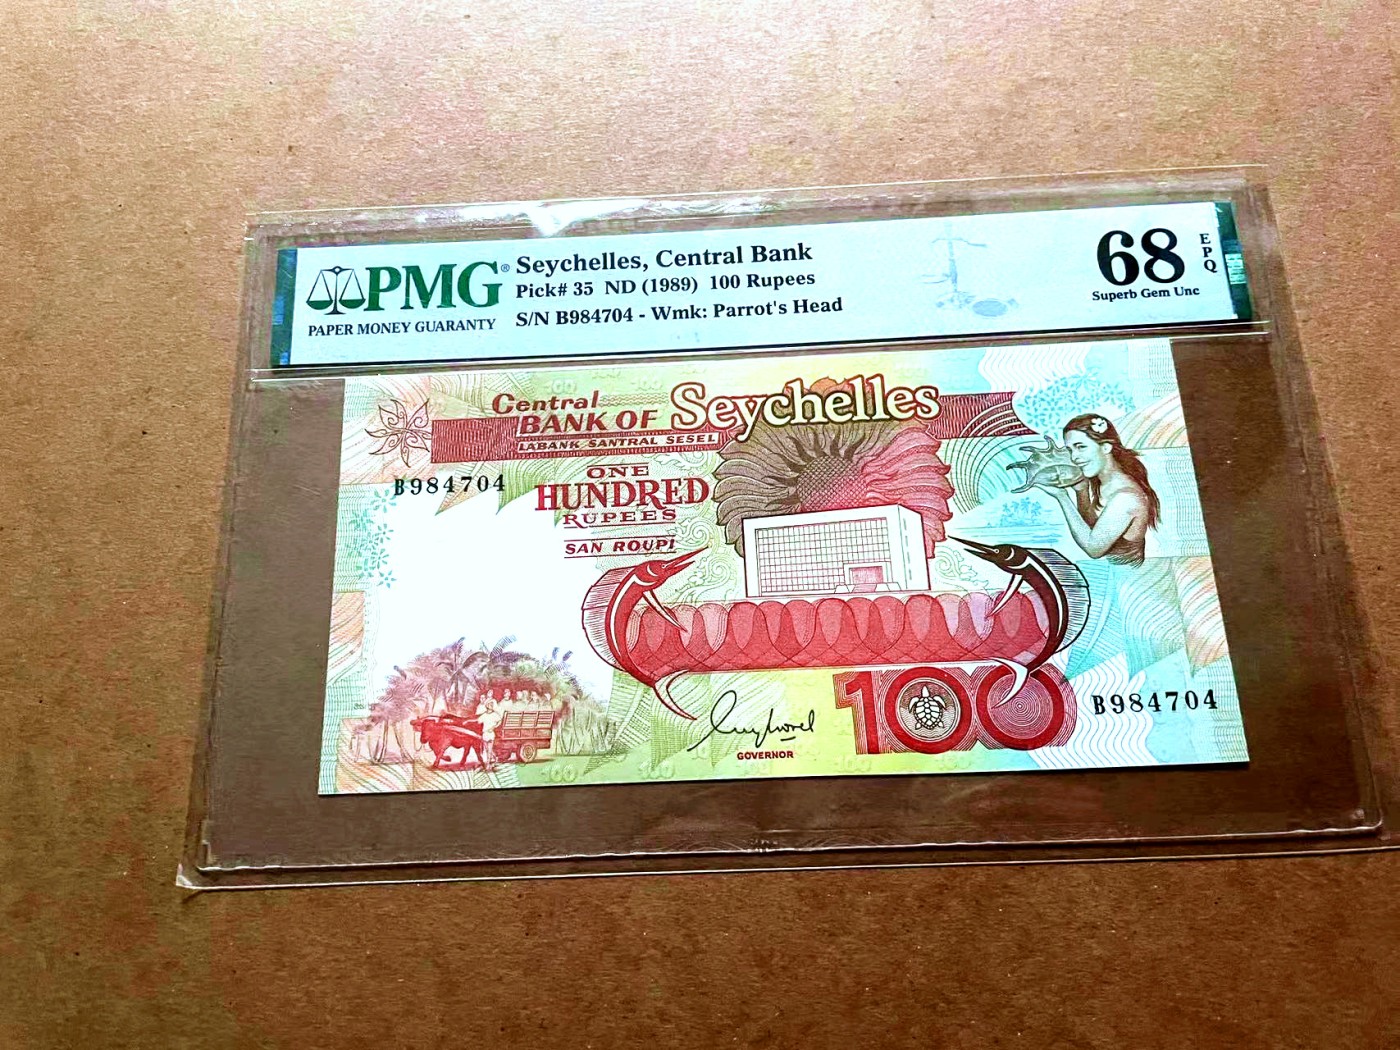 PMG®
PAPER MONEY GUARANTY
Seychelles, Central Bank
Pick# 35 ND (1989) 100 Rupees
S/N B984704 - Wmk: Parrot's Head
68
EPQ
Superb Gem Unc
Central
BANK OF Seychelles
LABANK SANTRAL SESEL
B984704
ONE
HUNDRED
RUPEES
SAN ROUPI
GOVERNOR
100
B984704